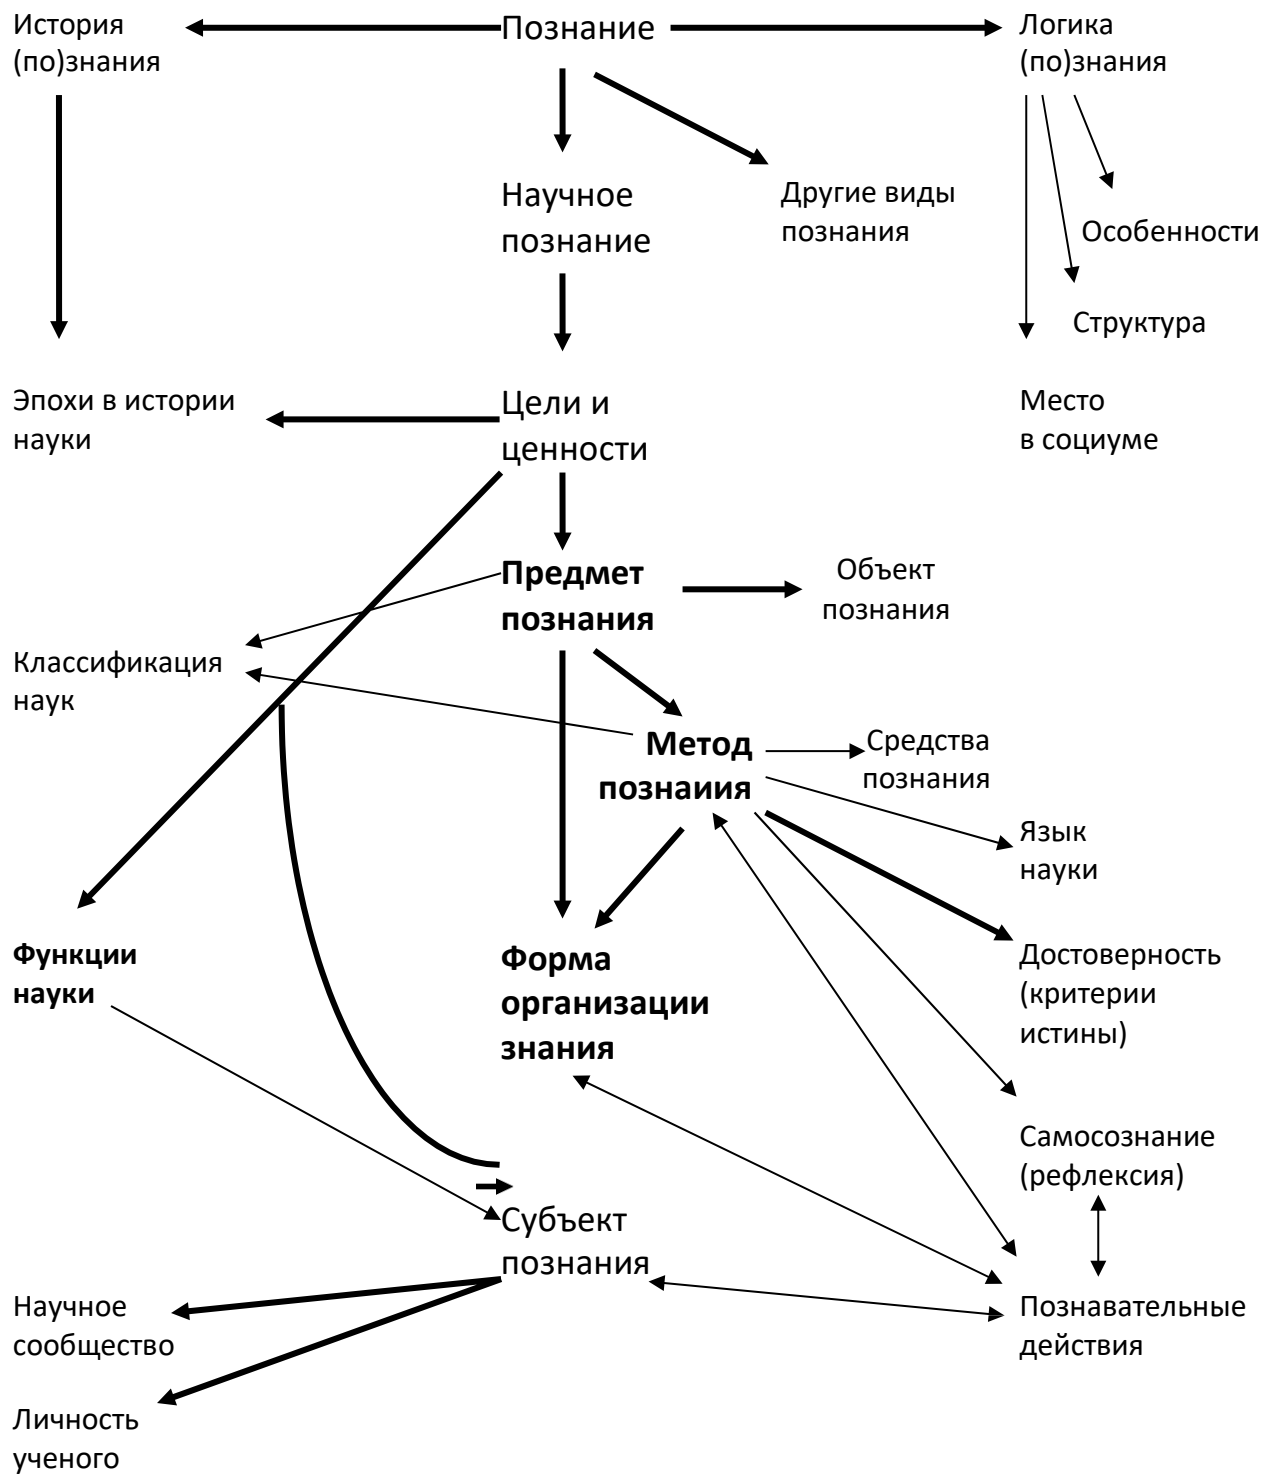 История
(по)знания
Познание
Логика
(по)знания
Научное
познание
Другие виды
познания
Особенности
Структура
Эпохи в истории
науки
Цели и
ценности
Место
в социуме
Предмет
познания
Объект
познания
Классификация
наук
Метод
познаиия
Средства
познания
Язык
науки
Функции
науки
Форма
организации
знания
Достоверность
(критерии
истины)
Самосознание
(рефлексия)
Субъект
познания
Научное
сообщество
Познавательные
действия
Личность
ученого